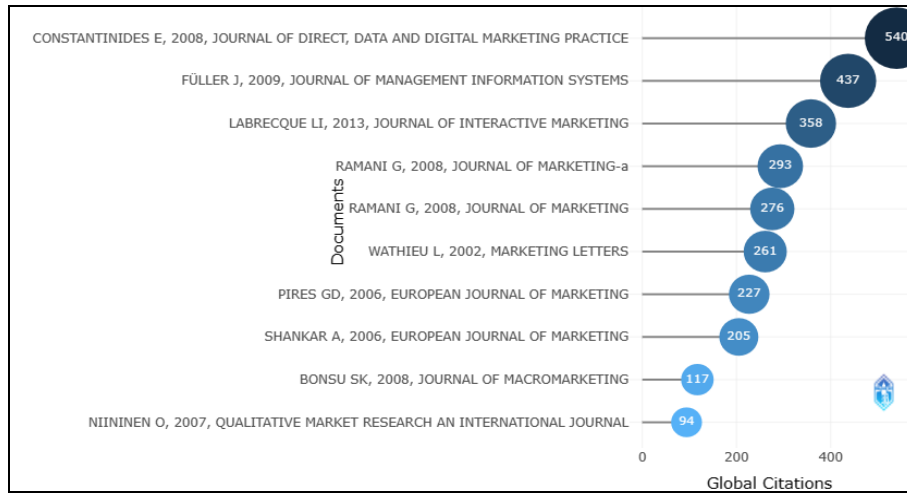 CONSTANTINIDES E, 2008, JOURNAL OF DIRECT, DATA AND DIGITAL MARKETING PRACTICE
540
FÜLLER J, 2009, JOURNAL OF MANAGEMENT INFORMATION SYSTEMS
437
LABRECQUE LI, 2013, JOURNAL OF INTERACTIVE MARKETING
358
RAMANI G, 2008, JOURNAL OF MARKETING-a
293
Documents
RAMANI G, 2008, JOURNAL OF MARKETING
276
WATHIEU L, 2002, MARKETING LETTERS
261
PIRES GD, 2006, EUROPEAN JOURNAL OF MARKETING
227
SHANKAR A, 2006, EUROPEAN JOURNAL OF MARKETING
205
BONSU SK, 2008, JOURNAL OF MACROMARKETING
117
NIININEN O, 2007, QUALITATIVE MARKET RESEARCH AN INTERNATIONAL JOURNAL
94
0 200 400
Global Citations